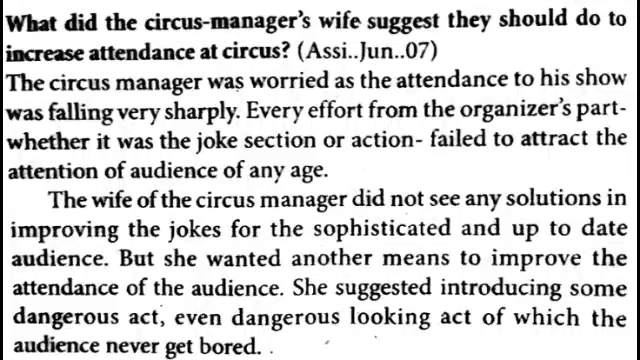 What did the circus-manager's wife suggest they should do to
increase attendance at circus? (Assi..Jun..07)
The circus manager was worried as the attendance to his show
was falling very sharply. Every effort from the organizer's part-
whether it was the joke section or action- failed to attract the
attention of audience of any age.
The wife of the circus manager did not see any solutions in
improving the jokes for the sophisticated and up to date
audience. But she wanted another means to improve the
attendance of the audience. She suggested introducing some
dangerous act, even dangerous looking act of which the
audience never get bored.